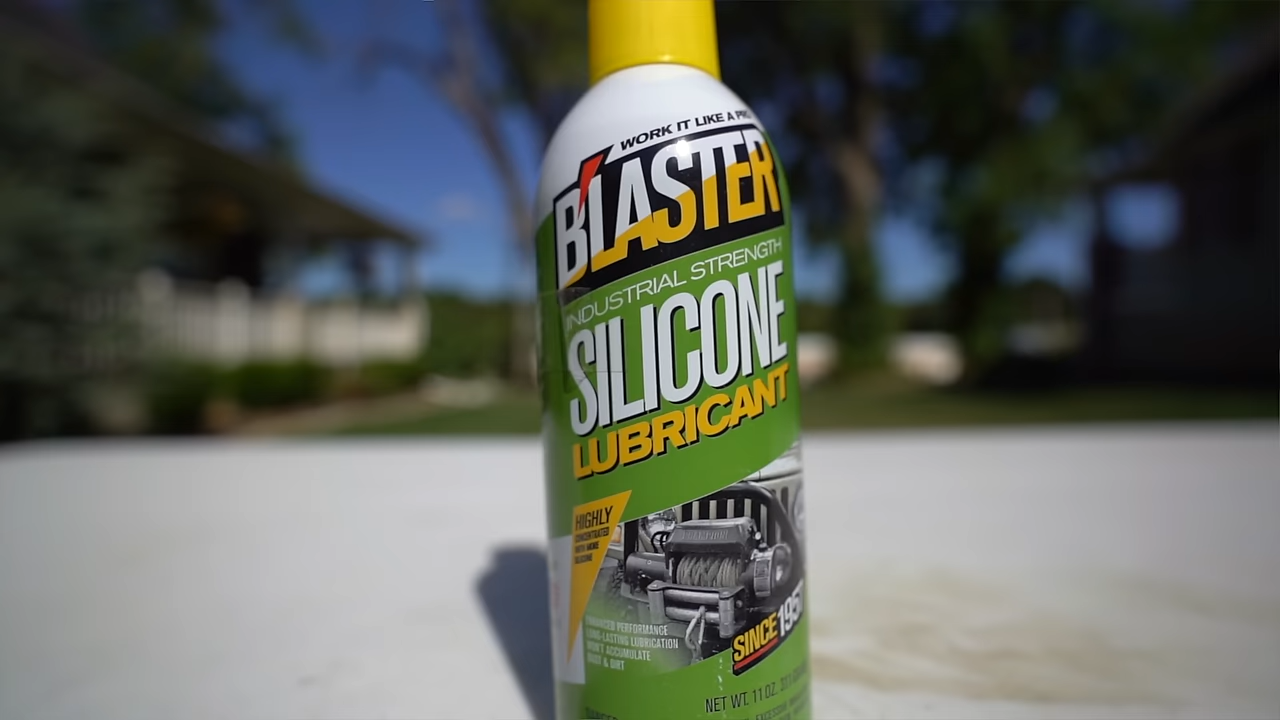 WORK IT LIKE A PRO
B'LASTER
INDUSTRIAL STRENGTH
SILICONE
LUBRICANT
HIGHLY
CONCENTRATED
WITH MORE
SILICONE
ENHANCED PERFORMANCE
LONG-LASTING LUBRICATION
WON'T ACCUMULATE
DUST & DIRT
SINCE 1957
NET WT. 11 OZ.